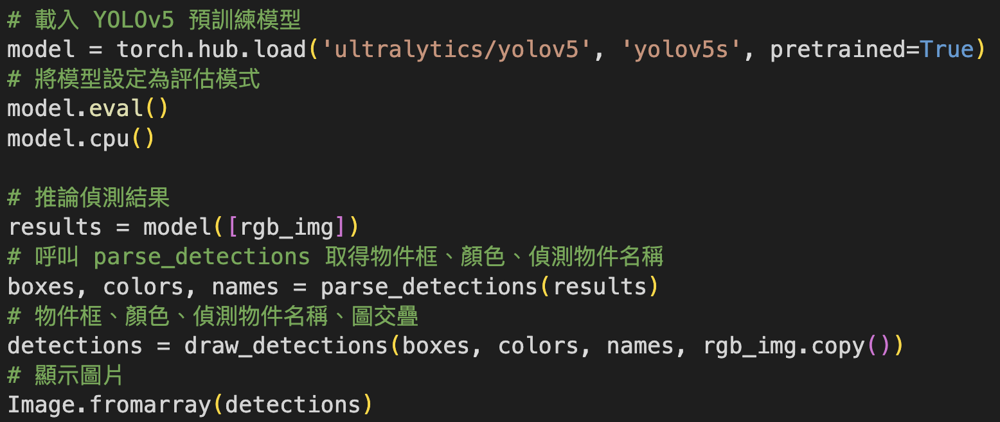 # 載入 YOLOv5 預訓練模型
model = torch.hub.load('ultralytics/yolov5', 'yolov5s', pretrained=True)
# 將模型設定為評估模式
model.eval()
model.cpu()
# 推論偵測結果
results = model([rgb_img])
# 呼叫 parse_detections 取得物件框、顏色、偵測物件名稱
boxes, colors, names = parse_detections(results)
# 物件框、顏色、偵測物件名稱、圖交疊
detections = draw_detections(boxes, colors, names, rgb_img.copy())
# 顯示圖片
Image.fromarray(detections)